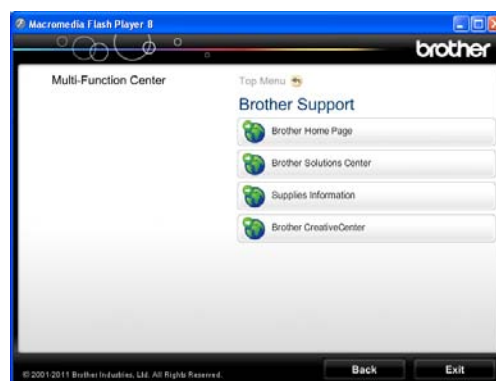 Macromedia Flash Player 8
brother
Multi-Function Center
Top Menu
Brother Support
Brother Home Page
Brother Solutions Center
Supplies Information
Brother CreativeCenter
© 2001-2011 Brother Industries, Ltd. All Rights Reserved.
Back
Exit